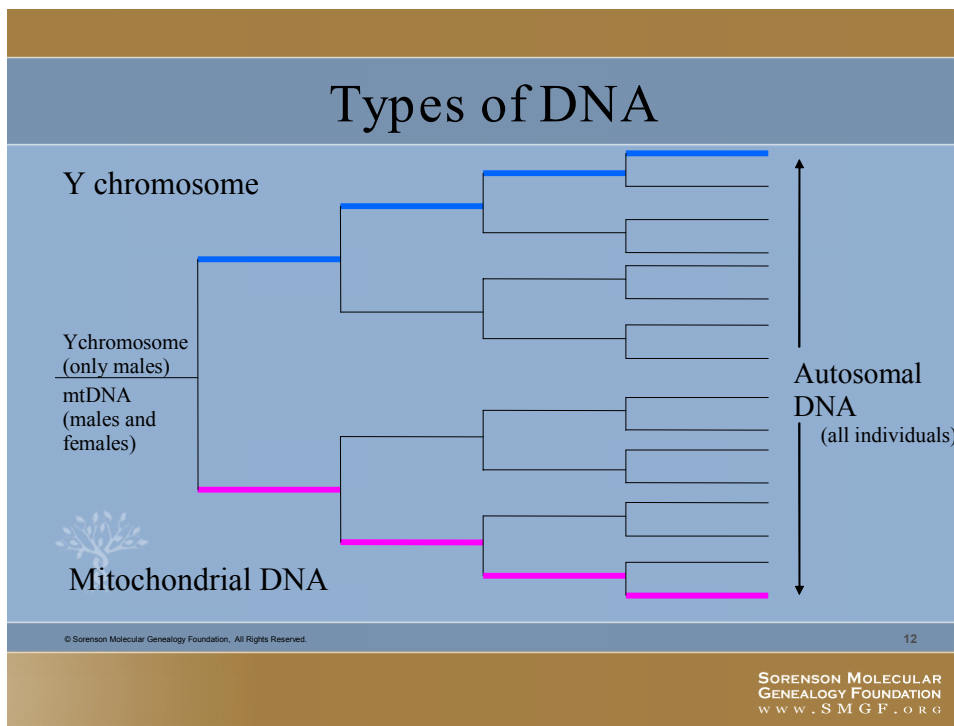 Types of DNA
Y chromosome
Ychromosome
(only males)
mtDNA
(males and
females)
Autosomal
DNA
(all individuals)
Mitochondrial DNA
© Sorenson Molecular Genealogy Foundation, All Rights Reserved.
12
SORENSON MOLECULAR
GENEALOGY FOUNDATION
WWW.SMGF.ORG